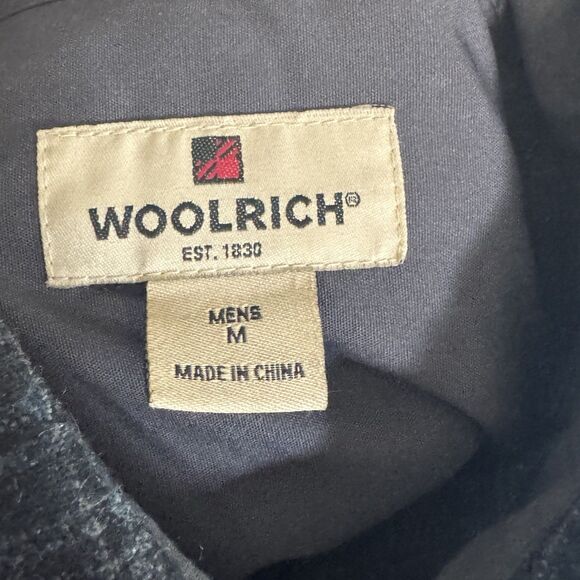 WOOLRICH®
EST. 1830
MENS
M
MADE IN CHINA